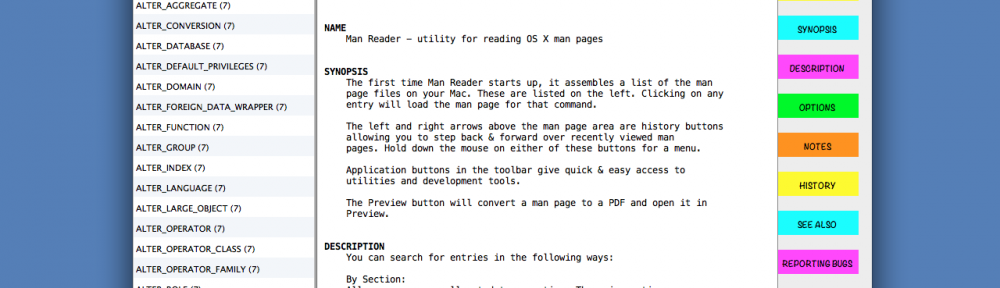 ALTER_AGGREGATE (7)
ALTER_CONVERSION (7)
ALTER_DATABASE (7)
ALTER_DEFAULT_PRIVILEGES (7)
ALTER_DOMAIN (7)
ALTER_FOREIGN_DATA_WRAPPER (7)
ALTER_FUNCTION (7)
ALTER_GROUP (7)
ALTER_INDEX (7)
ALTER_LANGUAGE (7)
ALTER_LARGE_OBJECT (7)
ALTER_OPERATOR (7)
ALTER_OPERATOR_CLASS (7)
ALTER_OPERATOR_FAMILY (7)
NAME
Man Reader – utility for reading OS X man pages
SYNOPSIS
The first time Man Reader starts up, it assembles a list of the man
page files on your Mac. These are listed on the left. Clicking on any
entry will load the man page for that command.
The left and right arrows above the man page area are history buttons
allowing you to step back & forward over recently viewed man
pages. Hold down the mouse on either of these buttons for a menu.
Application buttons in the toolbar give quick & easy access to
utilities and development tools.
The Preview button will convert a man page to a PDF and open it in
Preview.
DESCRIPTION
You can search for entries in the following ways:
By Section:
SYNOPSIS
DESCRIPTION
OPTIONS
NOTES
HISTORY
SEE ALSO
REPORTING BUGS